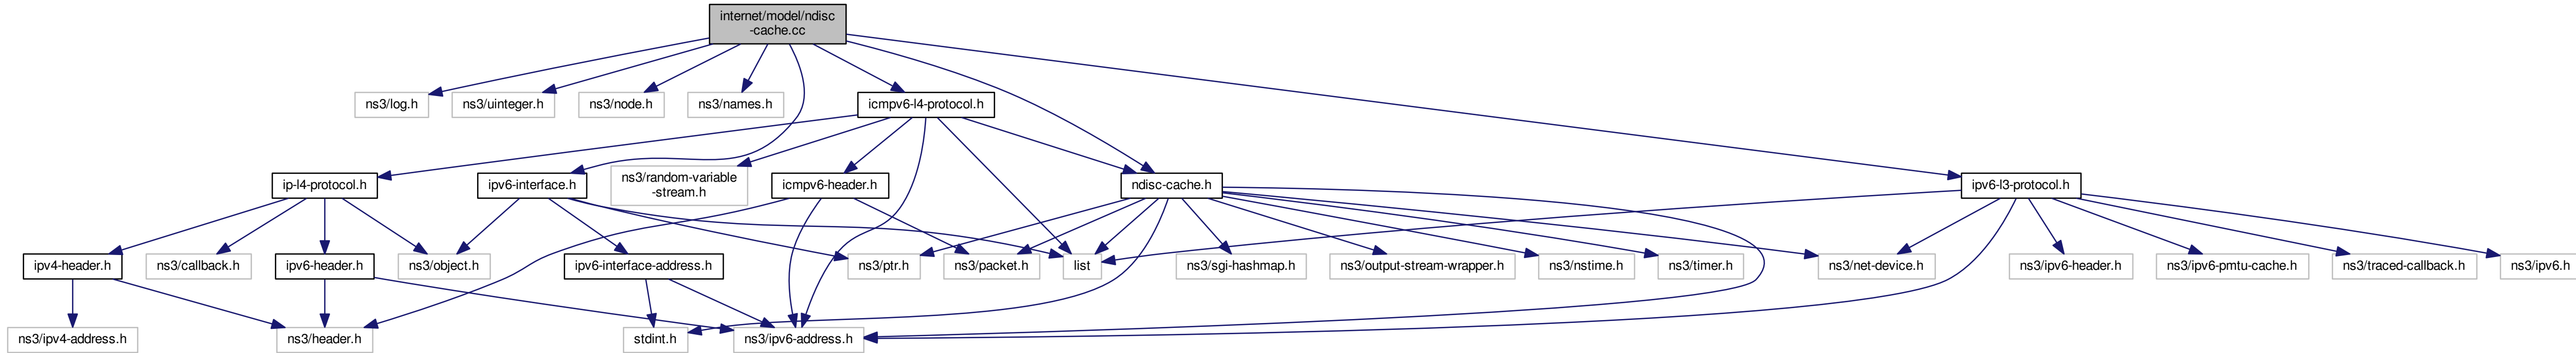 internet/model/ndisc
-cache.cc
ns3/log.h
ns3/uinteger.h
ns3/node.h
ns3/names.h
icmpv6-l4-protocol.h
ip-l4-protocol.h
ipv6-interface.h
ns3/random-variable
-stream.h
icmpv6-header.h
ndisc-cache.h
ipv6-l3-protocol.h
ipv4-header.h
ns3/callback.h
ipv6-header.h
ns3/object.h
ipv6-interface-address.h
ns3/ptr.h
ns3/packet.h
list
ns3/sgi-hashmap.h
ns3/output-stream-wrapper.h
ns3/nstime.h
ns3/timer.h
ns3/net-device.h
ns3/ipv6-header.h
ns3/ipv6-pmtu-cache.h
ns3/traced-callback.h
ns3/ipv6.h
ns3/ipv4-address.h
ns3/header.h
stdint.h
ns3/ipv6-address.h